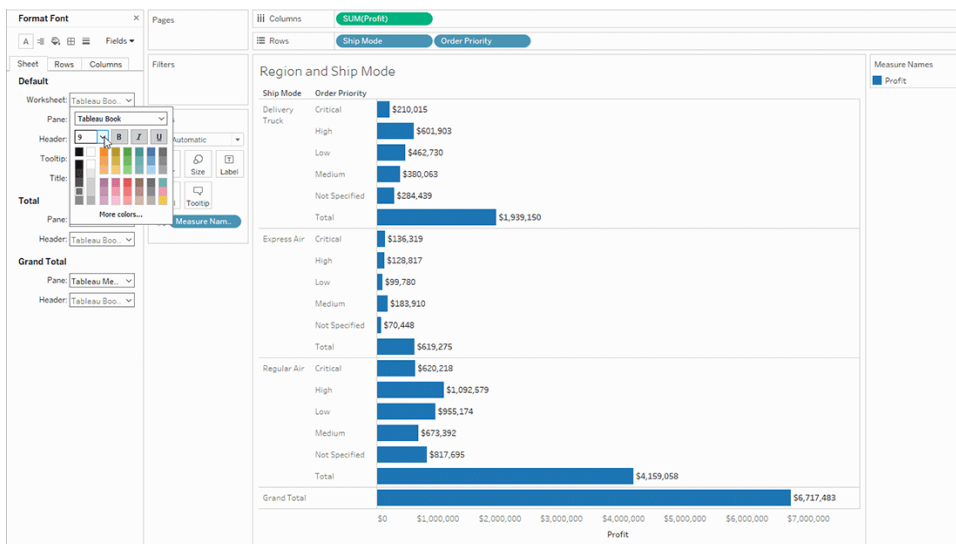 Format Font ×
A Fields ▾
Sheet Rows Columns
Default
Worksheet: Tableau Boo..
Pane: Tableau Book
Header: 9 B I U
Tooltip:
Title:
More colors...
Total
Pane:
Header: Tableau Boo..
Grand Total
Pane: Tableau Me..
Header: Tableau Boo..
Pages
Filters
Automatic
Size
T
Label
Tooltip
Measure Nam..
Columns SUM(Profit)
Rows Ship Mode Order Priority
Region and Ship Mode
Ship Mode Order Priority
Delivery Truck Critical $210,015
High $601,903
Low $462,730
Medium $380,063
Not Specified $284,439
Total $1,939,150
Express Air Critical $136,319
High $128,817
Low $99,780
Medium $183,910
Not Specified $70,448
Total $619,275
Regular Air Critical $620,218
High $1,092,579
Low $955,174
Medium $673,392
Not Specified $817,695
Total $4,159,058
Grand Total $6,717,483
$0 $1,000,000 $2,000,000 $3,000,000 $4,000,000 $5,000,000 $6,000,000 $7,000,000
Profit
Measure Names
Profit